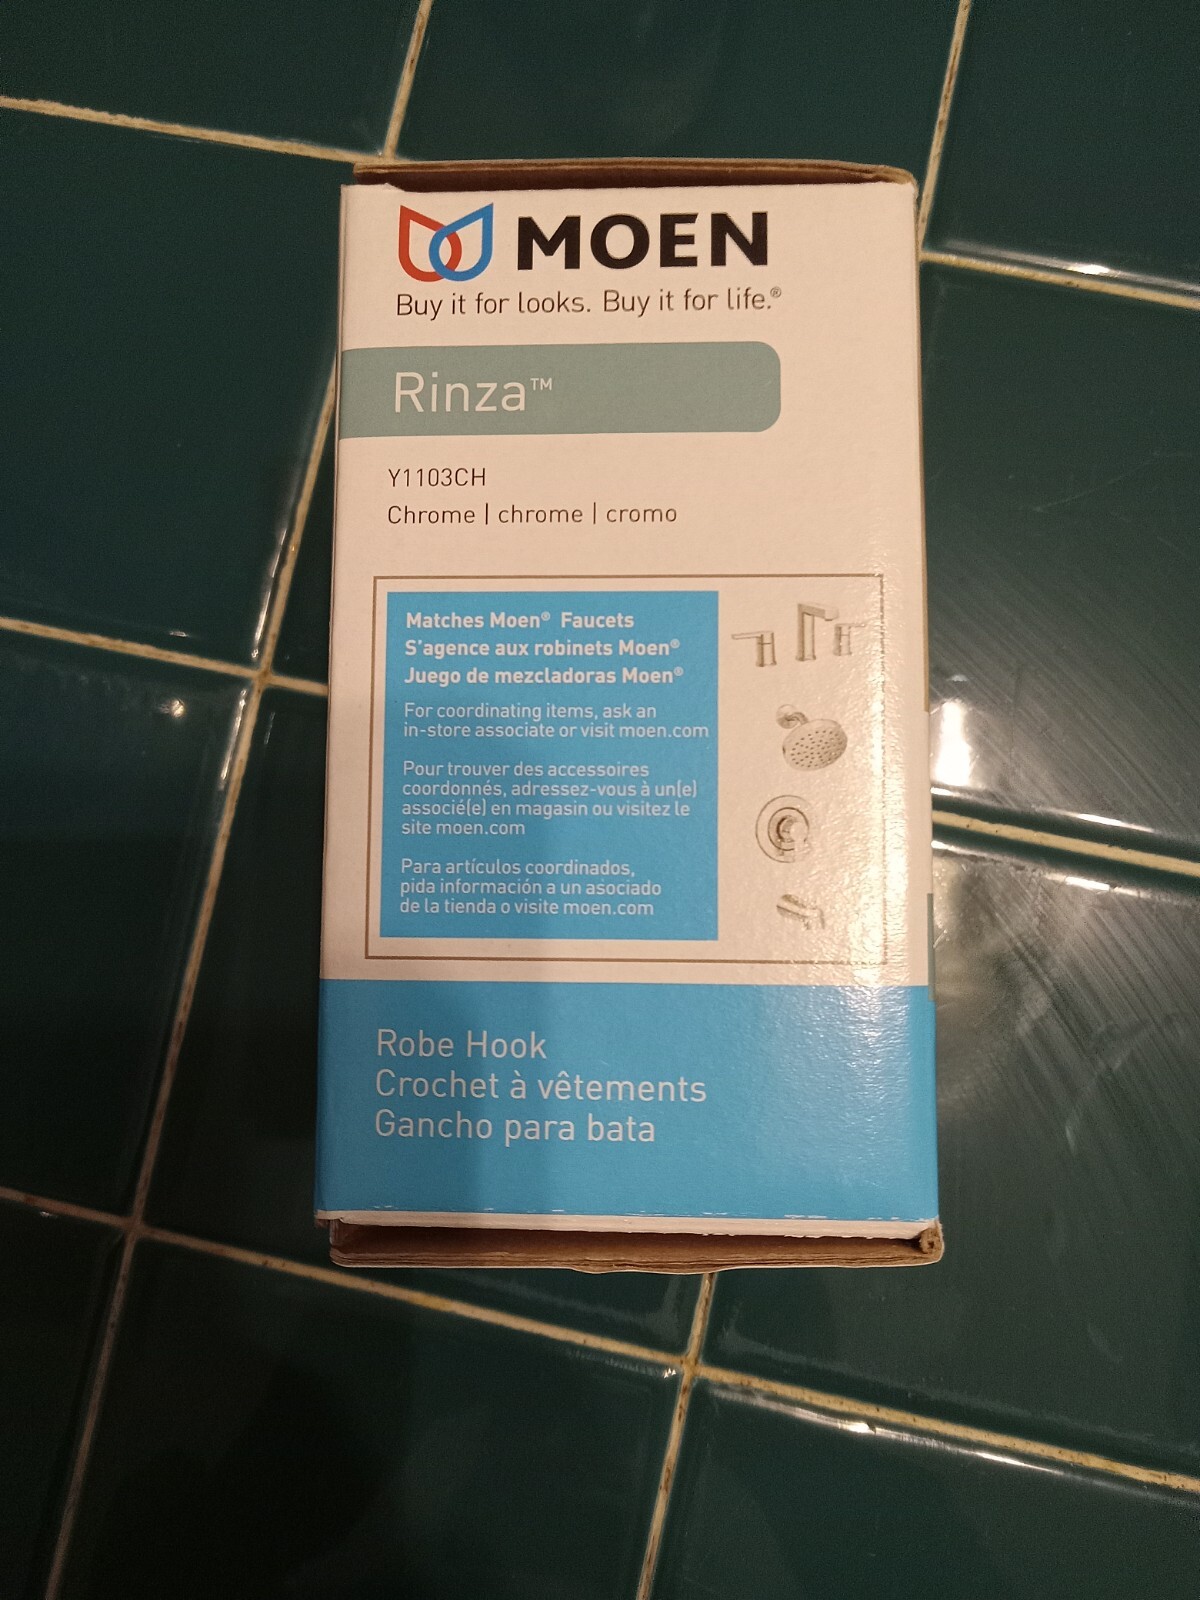 MOEN
Buy it for looks. Buy it for life.®
Rinza™
Y1103CH
Chrome | chrome | cromo
Matches Moen® Faucets
S'agence aux robinets Moen®
Juego de mezcladoras Moen®
For coordinating items, ask an
in-store associate or visit moen.com
Pour trouver des accessoires
coordonnés, adressez-vous à un(e)
associé(e) en magasin ou visitez le
site moen.com
Para artículos coordinados,
pida información a un asociado
de la tienda o visite moen.com
Robe Hook
Crochet à vêtements
Gancho para bata